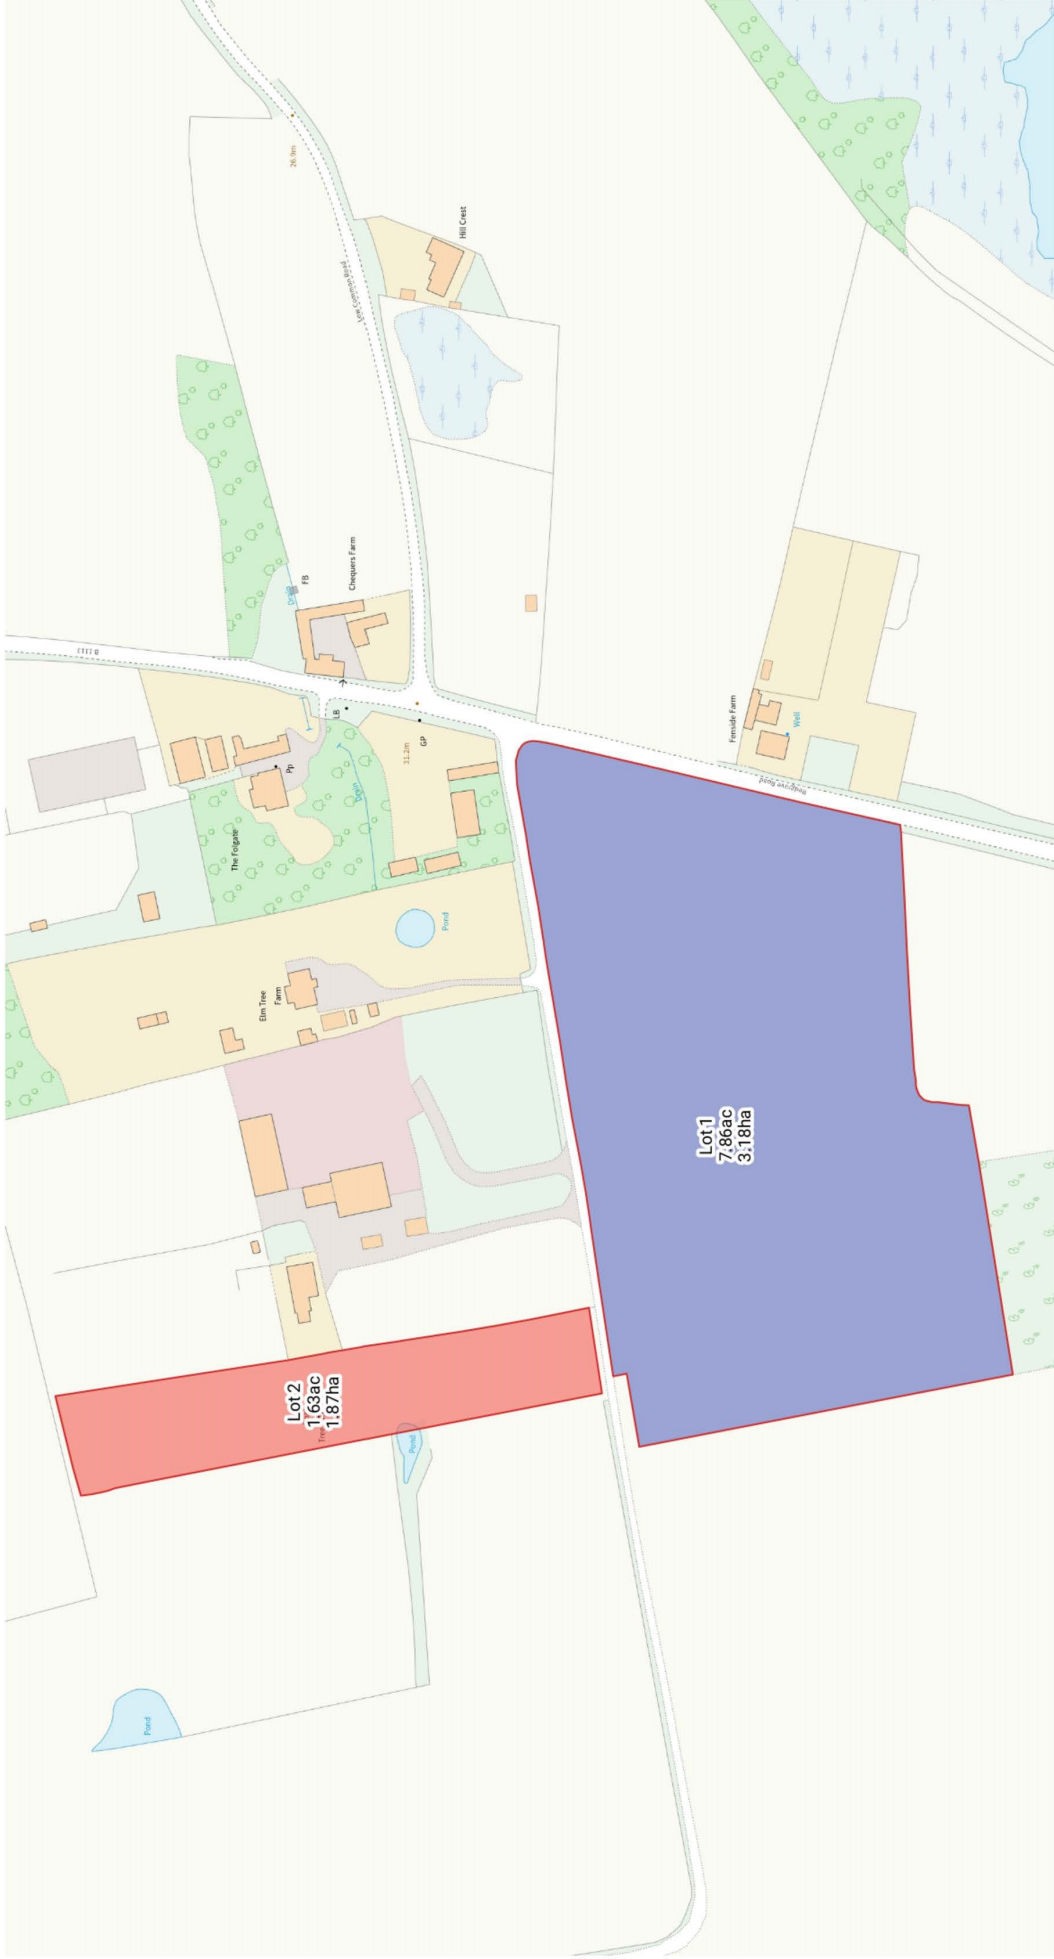 26.9m
Low Common Road
Hill Crest
Drain
FB
Chequers Farm
B 1113
LB
GP
31.2m
Pp
Drain
The Folgate
Pond
Elm Tree
Farm
Fenside Farm
Well
Redgrave Road
Lot 1
7.86ac
3.18ha
Lot 2
1.63ac
1.87ha
Pond
Pond